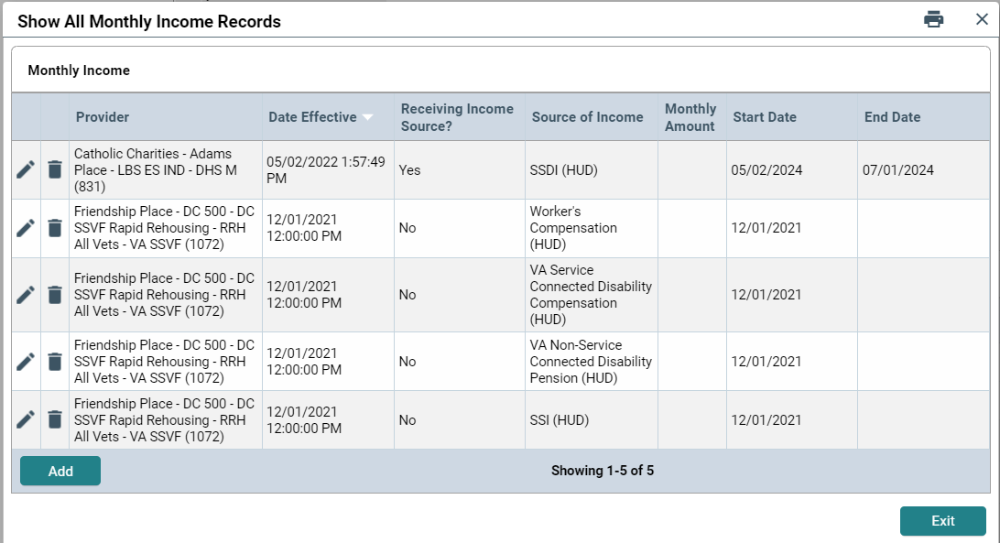 Show All Monthly Income Records
Monthly Income
Provider
Date Effective
Receiving Income
Source?
Source of Income
Monthly
Amount
Start Date
End Date
Catholic Charities - Adams
Place - LBS ES IND - DHS M
(831)
05/02/2022 1:57:49
PM
Yes
SSDI (HUD)
05/02/2024
07/01/2024
Friendship Place - DC 500 - DC
SSVF Rapid Rehousing - RRH
All Vets - VA SSVF (1072)
12/01/2021
12:00:00 PM
No
Worker's
Compensation
(HUD)
12/01/2021
Friendship Place - DC 500 - DC
SSVF Rapid Rehousing - RRH
All Vets - VA SSVF (1072)
12/01/2021
12:00:00 PM
No
VA Service
Connected Disability
Compensation
(HUD)
12/01/2021
Friendship Place - DC 500 - DC
SSVF Rapid Rehousing - RRH
All Vets - VA SSVF (1072)
12/01/2021
12:00:00 PM
No
VA Non-Service
Connected Disability
Pension (HUD)
12/01/2021
Friendship Place - DC 500 - DC
SSVF Rapid Rehousing - RRH
All Vets - VA SSVF (1072)
12/01/2021
12:00:00 PM
No
SSI (HUD)
12/01/2021
Add
Showing 1-5 of 5
Exit